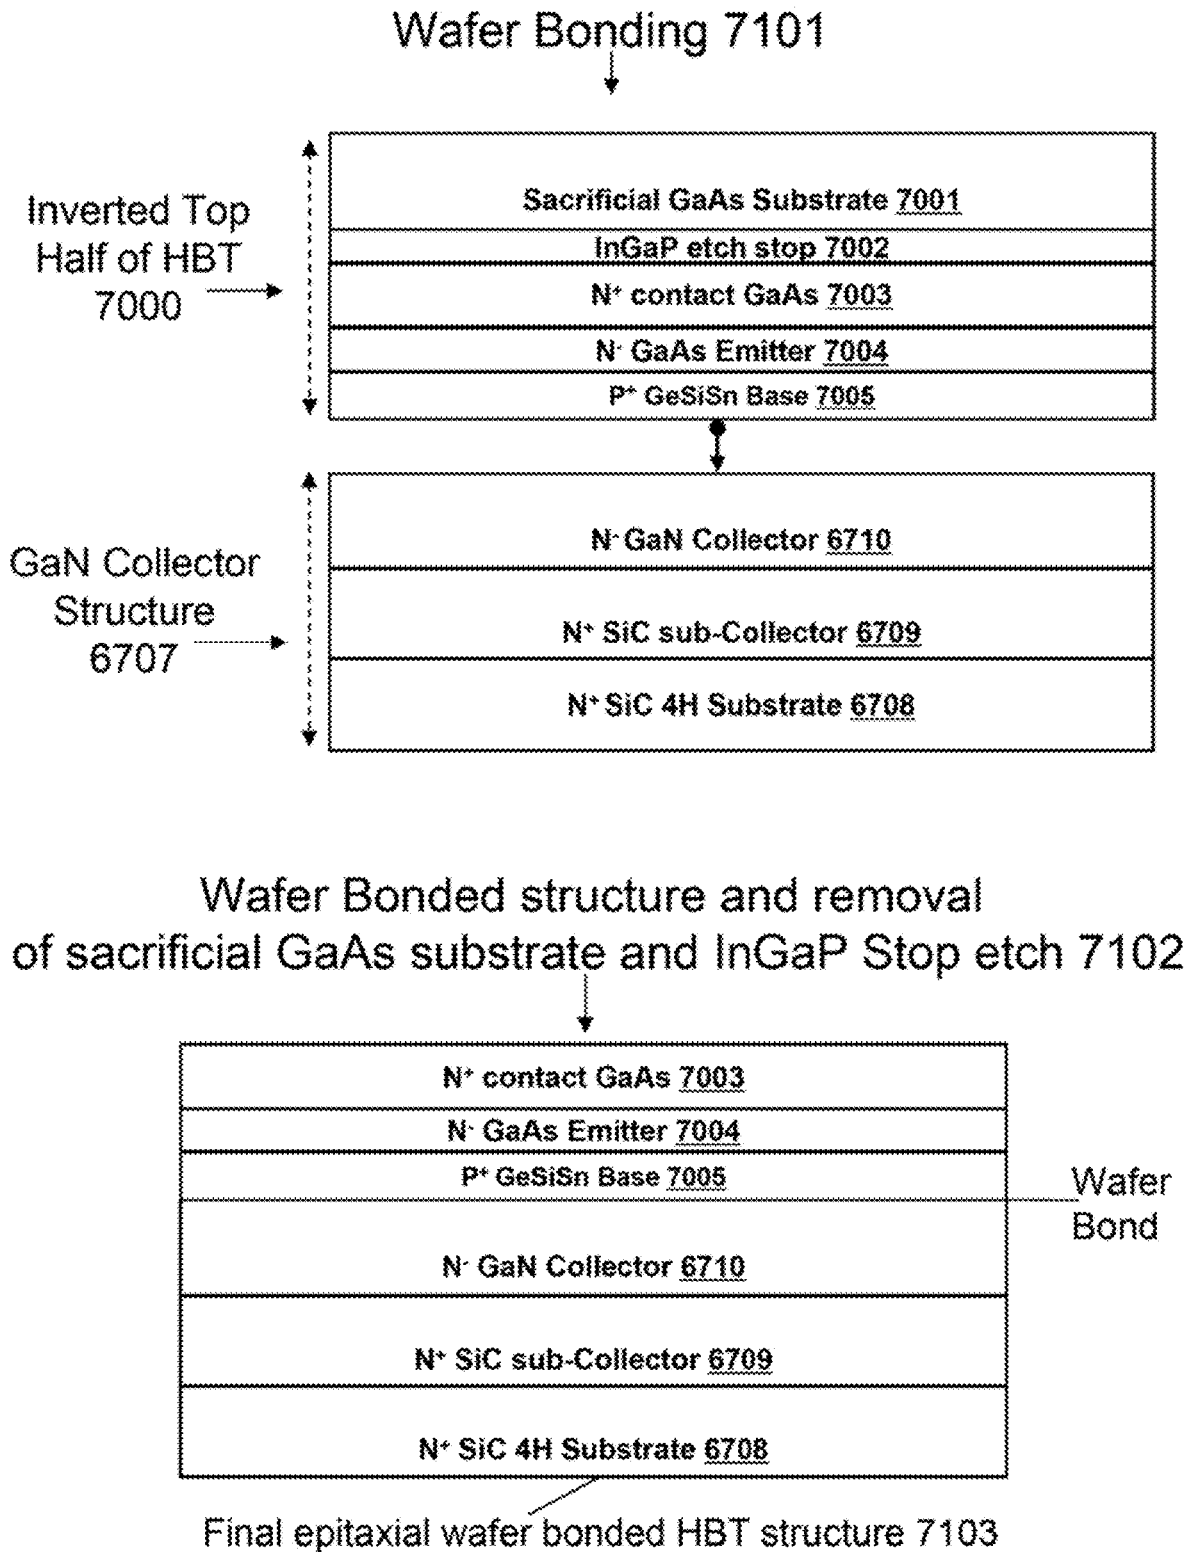 Wafer Bonding 7101
Inverted Top
Half of HBT
7000
Sacrificial GaAs Substrate 7001
InGaP etch stop 7002
N⁺ contact GaAs 7003
N⁻ GaAs Emitter 7004
P⁺ GeSiSn Base 7005
GaN Collector
Structure
6707
N⁻ GaN Collector 6710
N⁺ SiC sub-Collector 6709
N⁺ SiC 4H Substrate 6708
Wafer Bonded structure and removal
of sacrificial GaAs substrate and InGaP Stop etch 7102
N⁺ contact GaAs 7003
N⁻ GaAs Emitter 7004
P⁺ GeSiSn Base 7005
Wafer
Bond
N⁻ GaN Collector 6710
N⁺ SiC sub-Collector 6709
N⁺ SiC 4H Substrate 6708
Final epitaxial wafer bonded HBT structure 7103